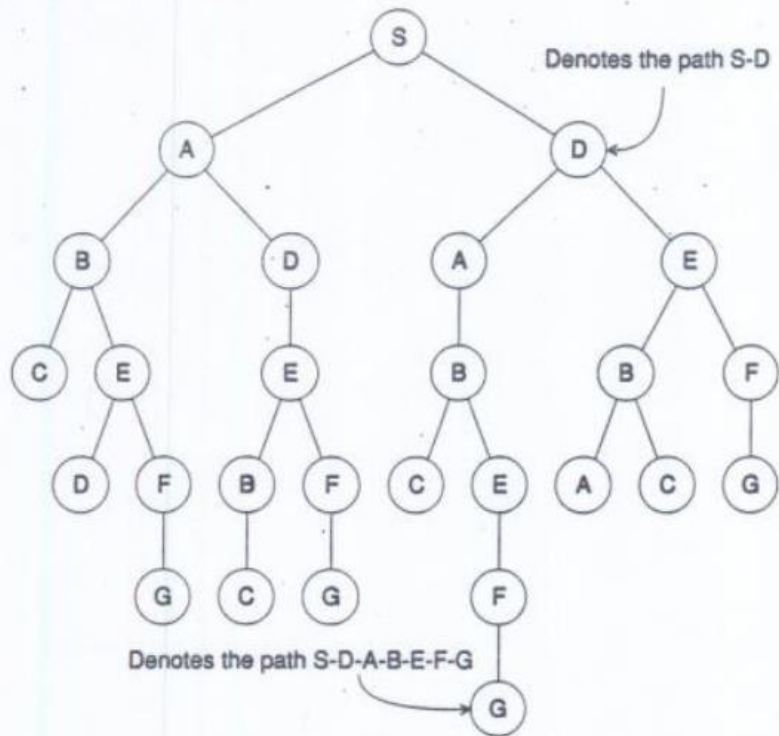 S
Denotes the path S-D
A D
B D A E
C E E B B F
D F B F C E A C G
G C G F
Denotes the path S-D-A-B-E-F-G
G